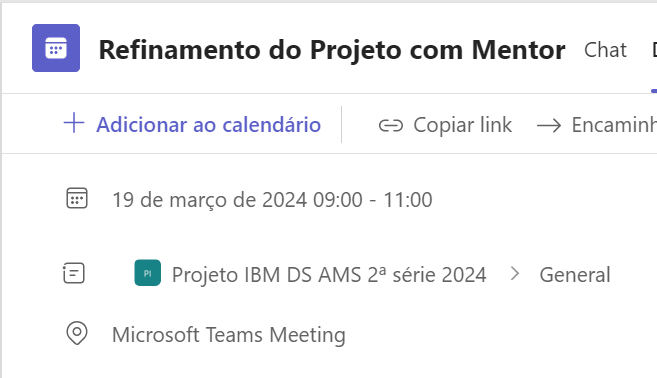 Refinamento do Projeto com Mentor Chat
Adicionar ao calendário Copiar link Encaminh
19 de março de 2024 09:00 - 11:00
PI Projeto IBM DS AMS 2ª série 2024 General
Microsoft Teams Meeting